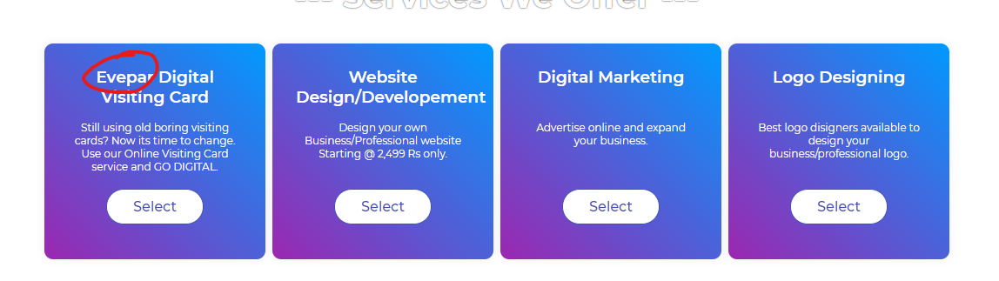 --- Services We Offer ---
Evepar Digital
Visiting Card
Still using old boring visiting
cards? Now its time to change.
Use our Online Visiting Card
service and GO DIGITAL.
Select
Website
Design/Developement
Design your own
Business/Professional website
Starting @ 2,499 Rs only.
Select
Digital Marketing
Advertise online and expand
your business.
Select
Logo Designing
Best logo disigners available to
design your
business/professional logo.
Select